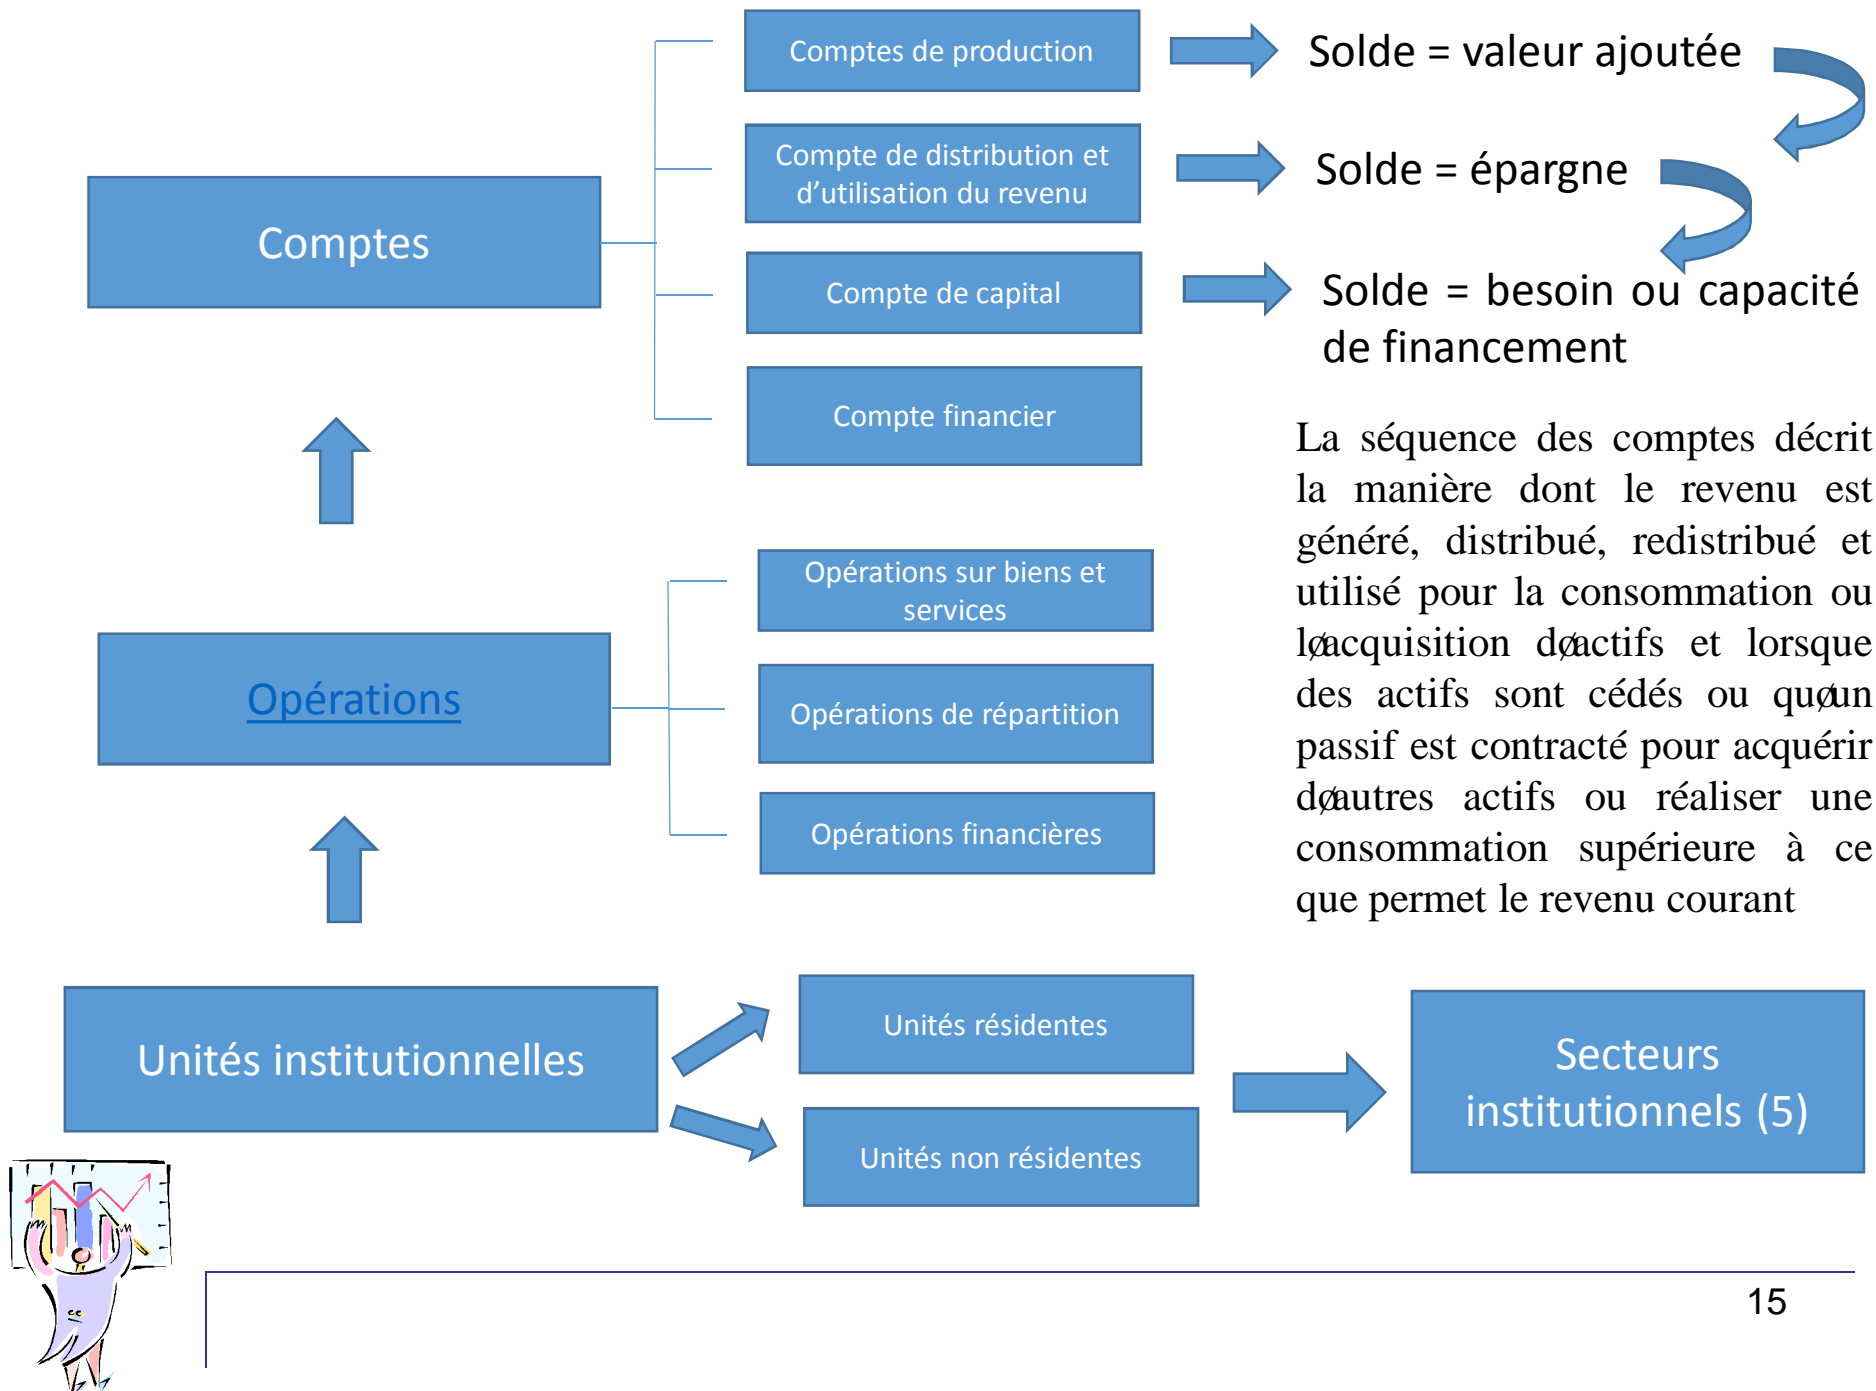 Comptes de production
Solde = valeur ajoutée
Compte de distribution et
d’utilisation du revenu
Solde = épargne
Comptes
Compte de capital
Solde = besoin ou capacité
de financement
Compte financier
La séquence des comptes décrit
la manière dont le revenu est
généré, distribué, redistribué et
utilisé pour la consommation ou
løacquisition døactifs et lorsque
des actifs sont cédés ou quøun
passif est contracté pour acquérir
døautres actifs ou réaliser une
consommation supérieure à ce
que permet le revenu courant
Opérations
Opérations sur biens et
services
Opérations de répartition
Opérations financières
Unités institutionnelles
Unités résidentes
Unités non résidentes
Secteurs
institutionnels (5)
15